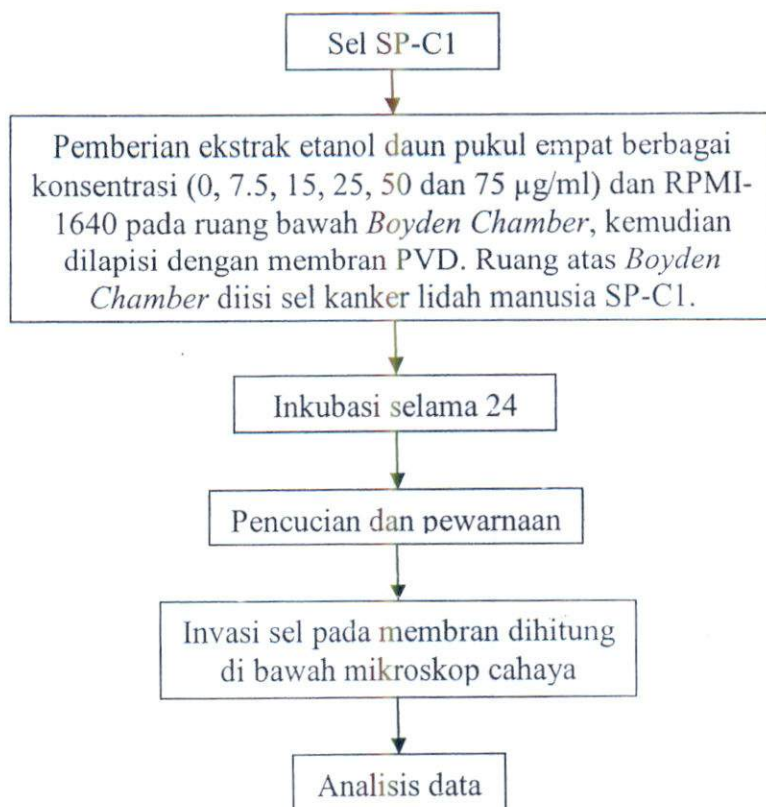 Sel SP-C1
Pemberian ekstrak etanol daun pukul empat berbagai
konsentrasi (0, 7.5, 15, 25, 50 dan 75 µg/ml) dan RPMI-
1640 pada ruang bawah Boyden Chamber, kemudian
dilapisi dengan membran PVD. Ruang atas Boyden
Chamber diisi sel kanker lidah manusia SP-C1.
Inkubasi selama 24
Pencucian dan pewarnaan
Invasi sel pada membran dihitung
di bawah mikroskop cahaya
Analisis data